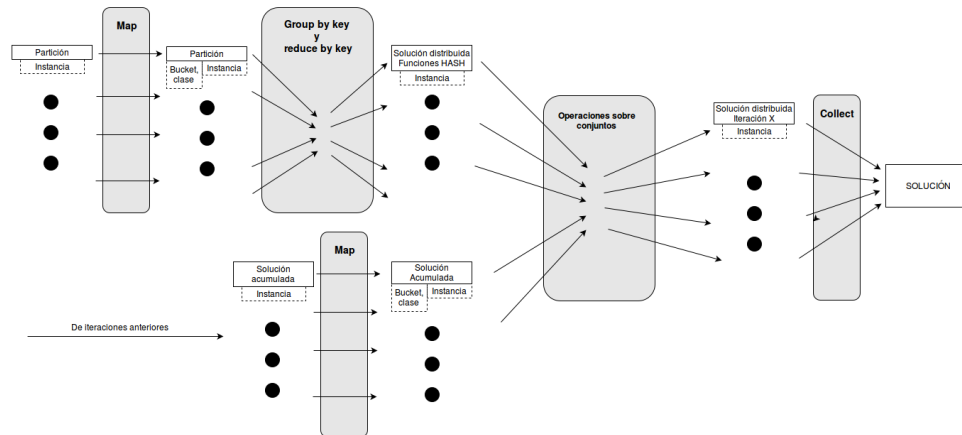 Map
Group by key
y
reduce by key
Partición
Instancia
Partición
Bucket,
clase
Instancia
Solución distribuida
Funciones HASH
Instancia
Operaciones sobre
conjuntos
Solución distribuida
Iteración X
Instancia
Collect
SOLUCIÓN
Map
Solución
acumulada
Instancia
Solución
Acumulada
Bucket,
clase
Instancia
De iteraciones anteriores